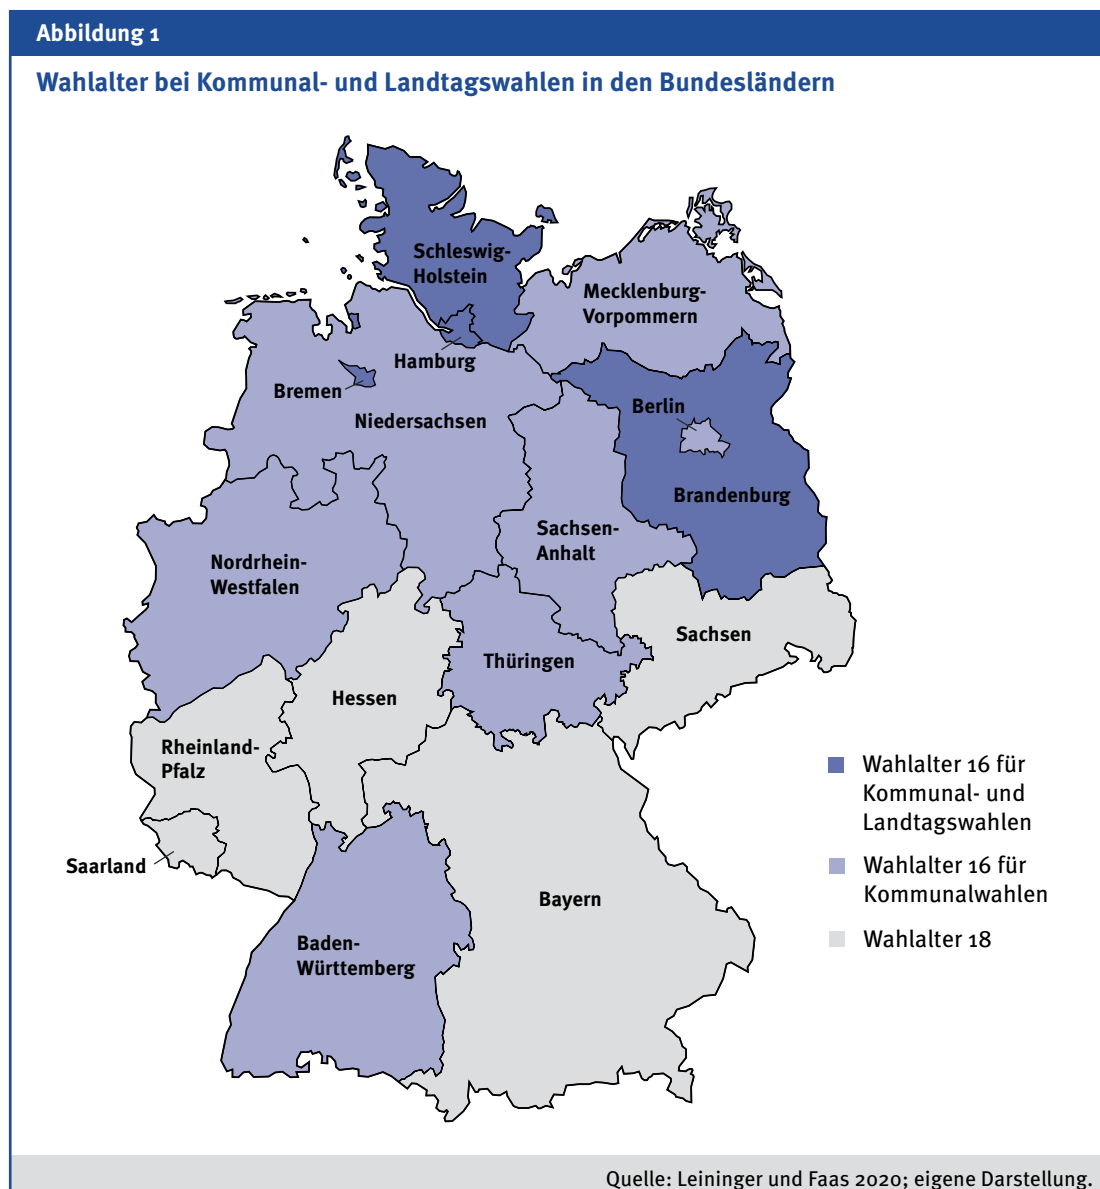 Abbildung 1
Wahlalter bei Kommunal- und Landtagswahlen in den Bundesländern
Schleswig-
Holstein
Mecklenburg-
Vorpommern
Hamburg
Bremen
Niedersachsen
Berlin
Brandenburg
Sachsen-
Anhalt
Nordrhein-
Westfalen
Sachsen
Thüringen
Hessen
Rheinland-
Pfalz
Saarland
Bayern
Baden-
Württemberg
Wahlalter 16 für
Kommunal- und
Landtagswahlen
Wahlalter 16 für
Kommunalwahlen
Wahlalter 18
Quelle: Leininger und Faas 2020; eigene Darstellung.